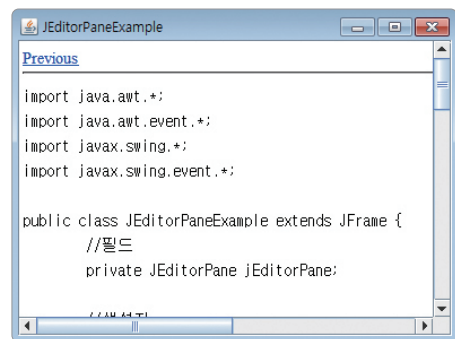 JEditorPaneExample
Previous
import java.awt.*;
import java.awt.event.*;
import javax.swing.*;
import javax.swing.event.*;
public class JEditorPaneExample extends JFrame {
//필드
private JEditorPane jEditorPane;